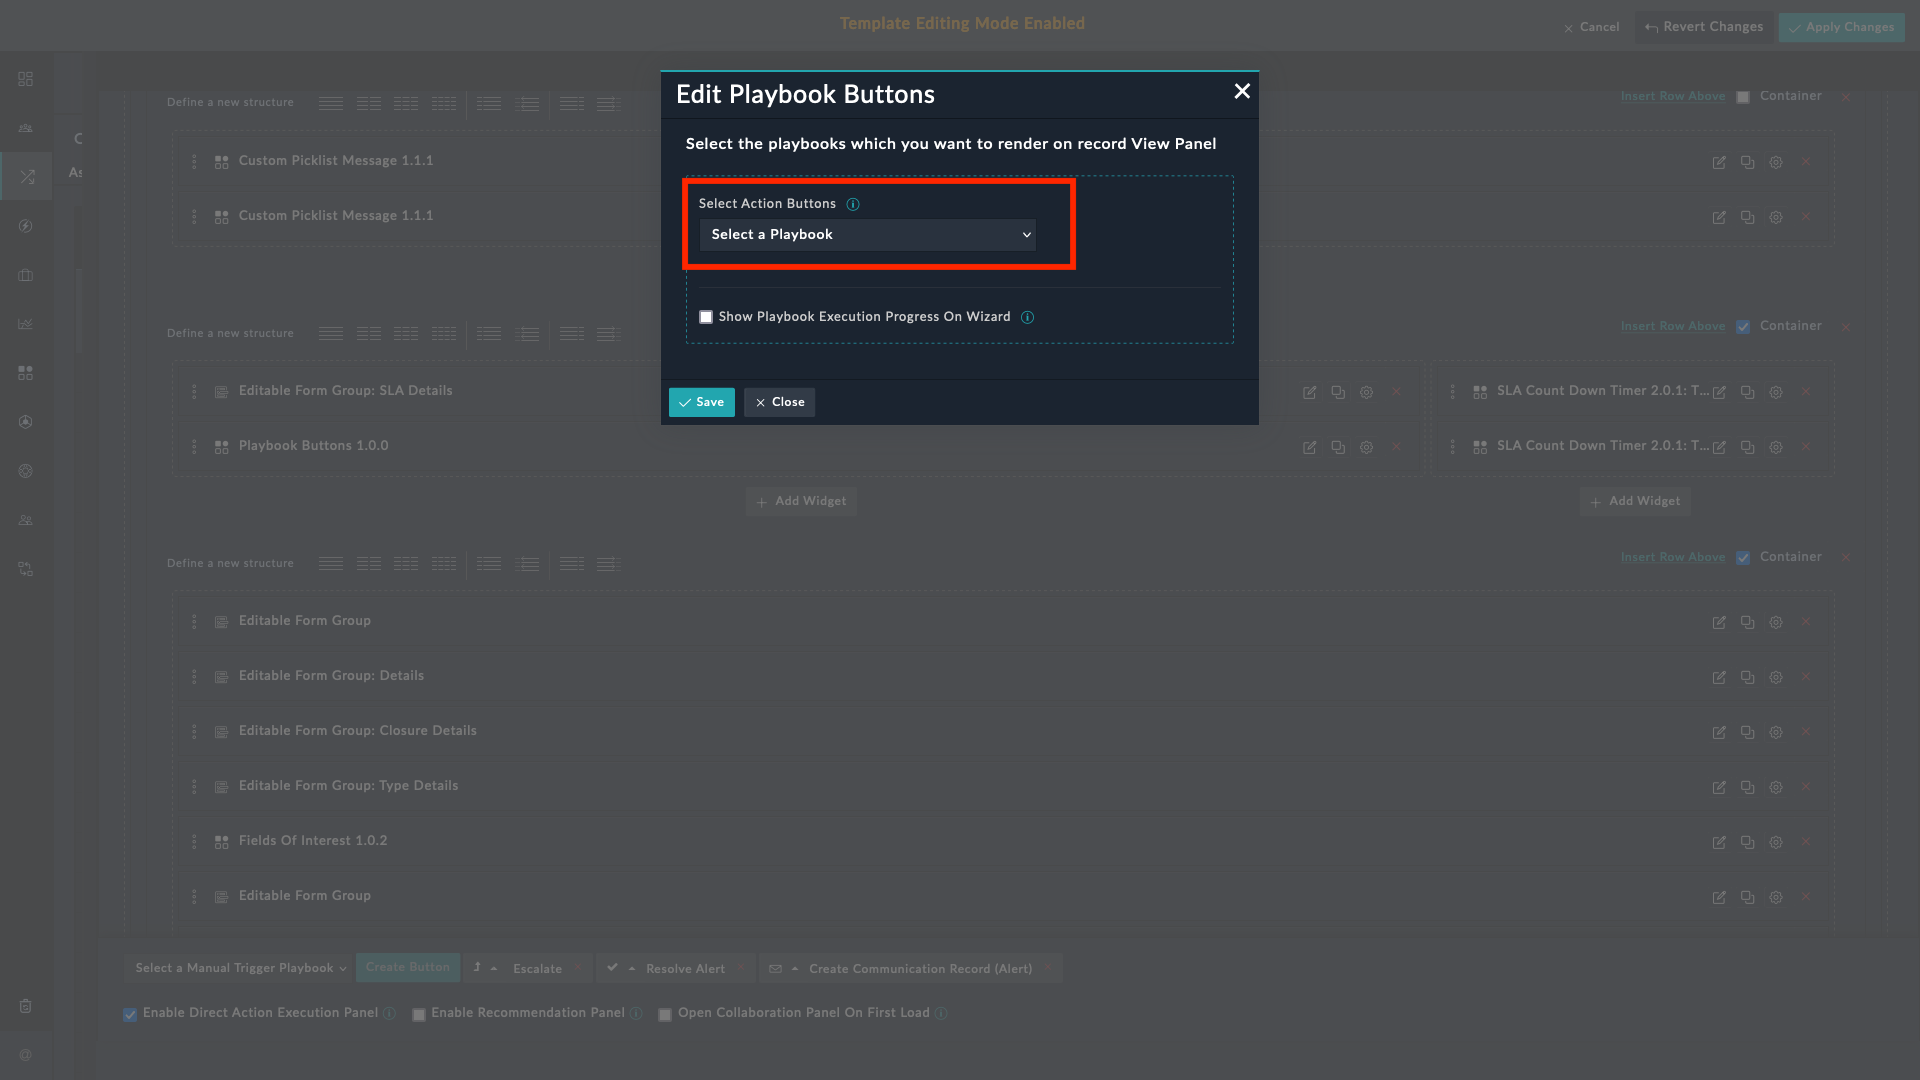 Template Editing Mode Enabled
Cancel
Revert Changes
Apply Changes
Edit Playbook Buttons
Select the playbooks which you want to render on record View Panel
Select Action Buttons
Select a Playbook
Show Playbook Execution Progress On Wizard
Save
Close
C
As
Define a new structure
Insert Row Above
Container
Custom Picklist Message 1.1.1
Custom Picklist Message 1.1.1
Define a new structure
Insert Row Above
Container
Editable Form Group: SLA Details
SLA Count Down Timer 2.0.1: T...
Playbook Buttons 1.0.0
SLA Count Down Timer 2.0.1: T...
Add Widget
Add Widget
Define a new structure
Insert Row Above
Container
Editable Form Group
Editable Form Group: Details
Editable Form Group: Closure Details
Editable Form Group: Type Details
Fields Of Interest 1.0.2
Editable Form Group
Select a Manual Trigger Playbook
Create Button
Escalate
Resolve Alert
Create Communication Record (Alert)
Enable Direct Action Execution Panel
Enable Recommendation Panel
Open Collaboration Panel On First Load